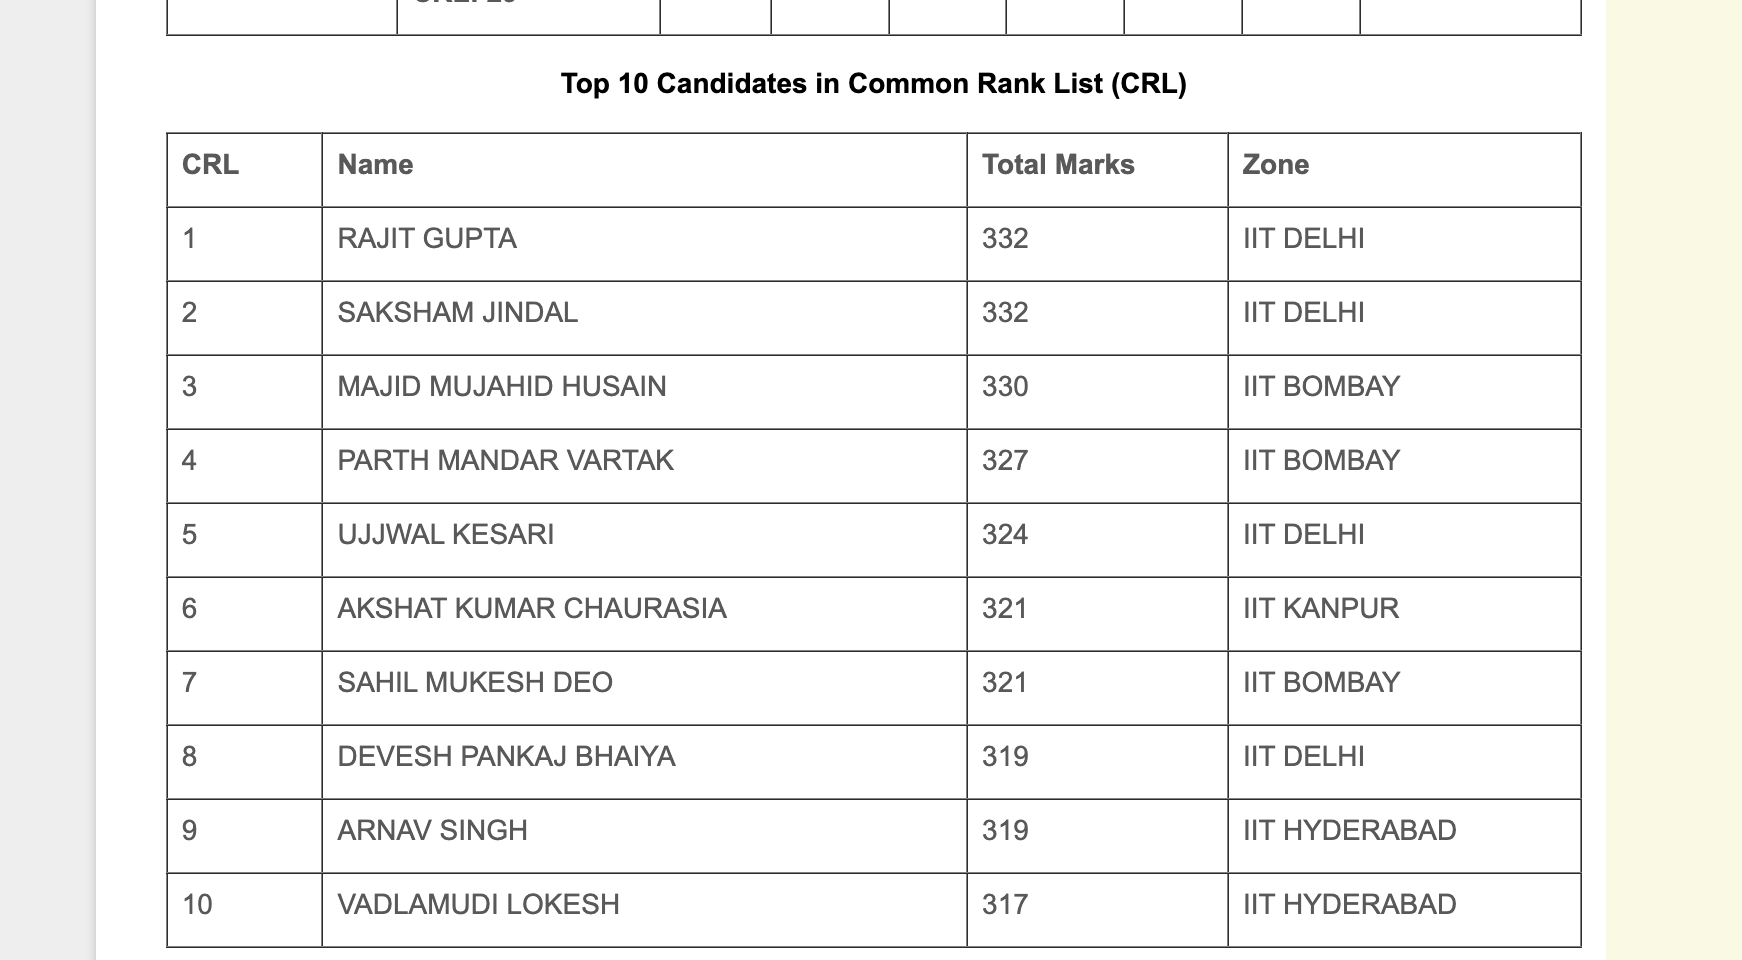 Top 10 Candidates in Common Rank List (CRL)
CRL Name Total Marks Zone
1 RAJIT GUPTA 332 IIT DELHI
2 SAKSHAM JINDAL 332 IIT DELHI
3 MAJID MUJAHID HUSAIN 330 IIT BOMBAY
4 PARTH MANDAR VARTAK 327 IIT BOMBAY
5 UJJWAL KESARI 324 IIT DELHI
6 AKSHAT KUMAR CHAURASIA 321 IIT KANPUR
7 SAHIL MUKESH DEO 321 IIT BOMBAY
8 DEVESH PANKAJ BHAIYA 319 IIT DELHI
9 ARNAV SINGH 319 IIT HYDERABAD
10 VADLAMUDI LOKESH 317 IIT HYDERABAD